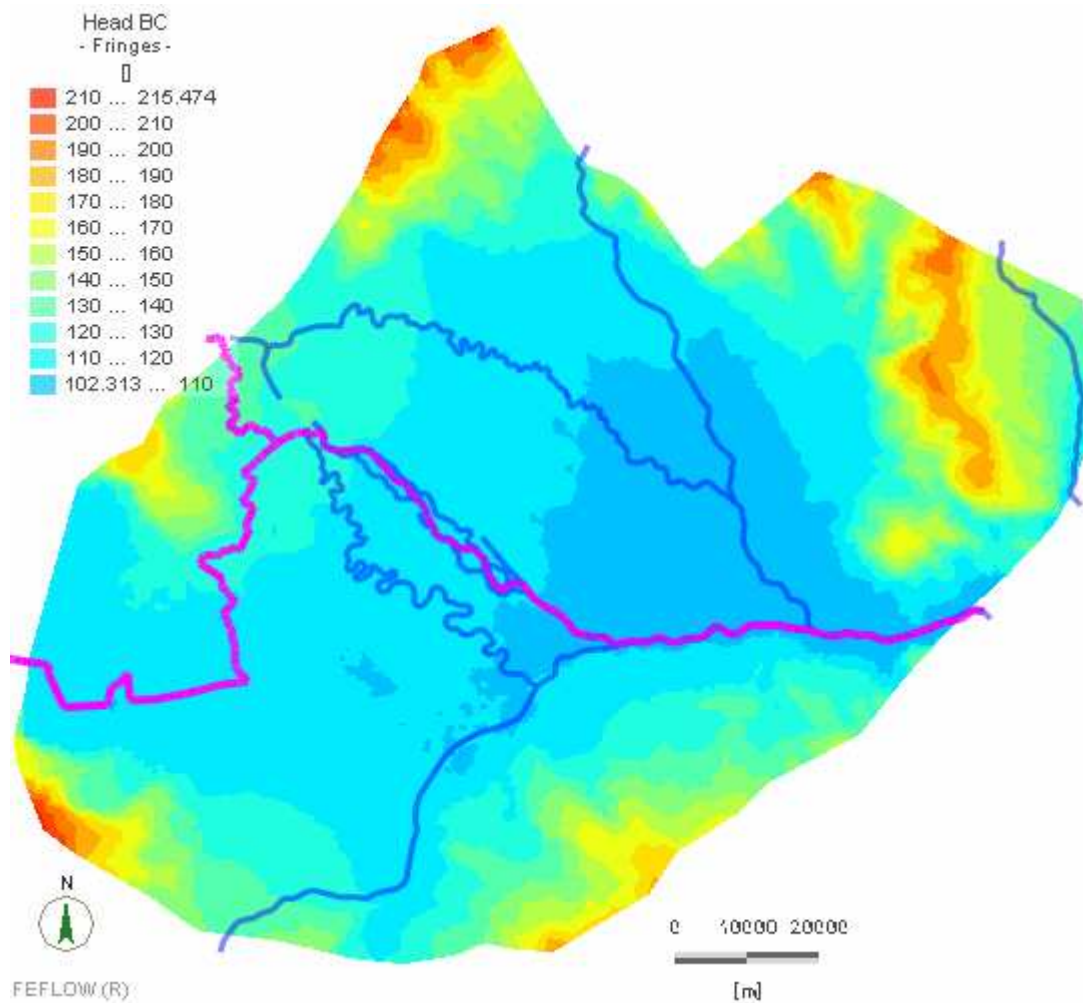 Head BC
- Fringes -
[]
210 ... 215.474
200 ... 210
190 ... 200
180 ... 190
170 ... 180
160 ... 170
150 ... 160
140 ... 150
130 ... 140
120 ... 130
110 ... 120
102.313 ... 110
N
0 10000 20000
[m]
FEFLOW (R)